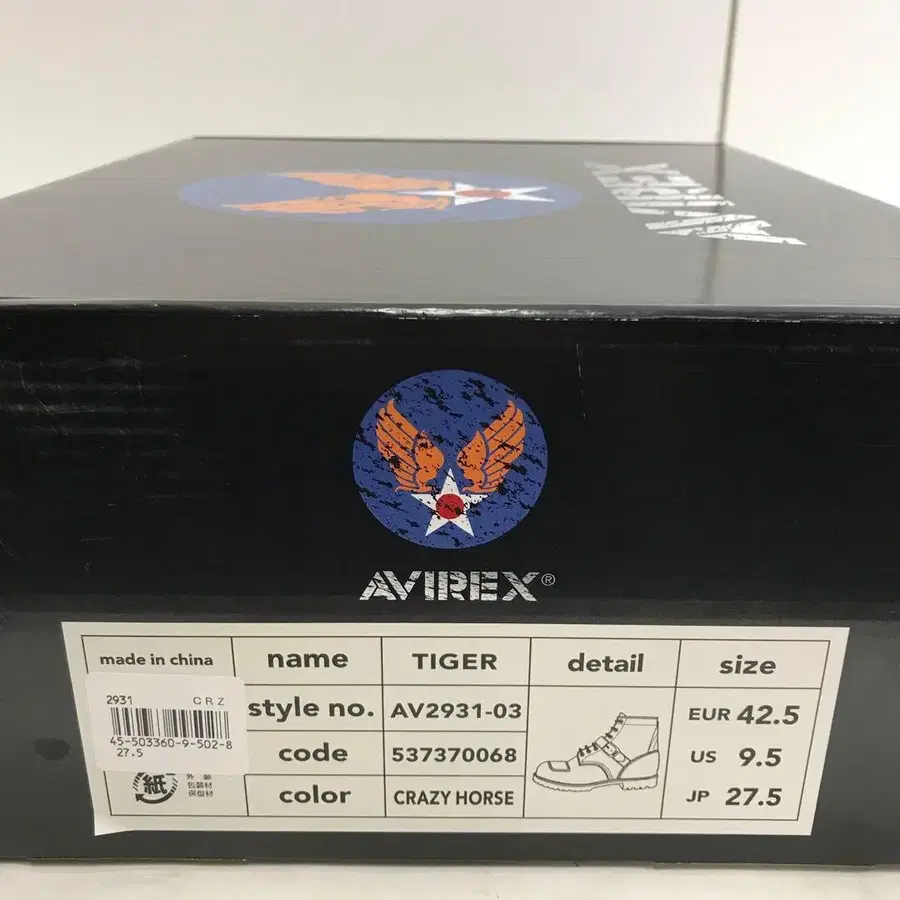 AVIREX
AVIREX®
made in china
name TIGER detail size
2931 CRZ
45-503360-9-502-8
27.5
style no. AV2931-03
code 537370068
color CRAZY HORSE
EUR 42.5
US 9.5
JP 27.5
紙
外装
包装材
保型材